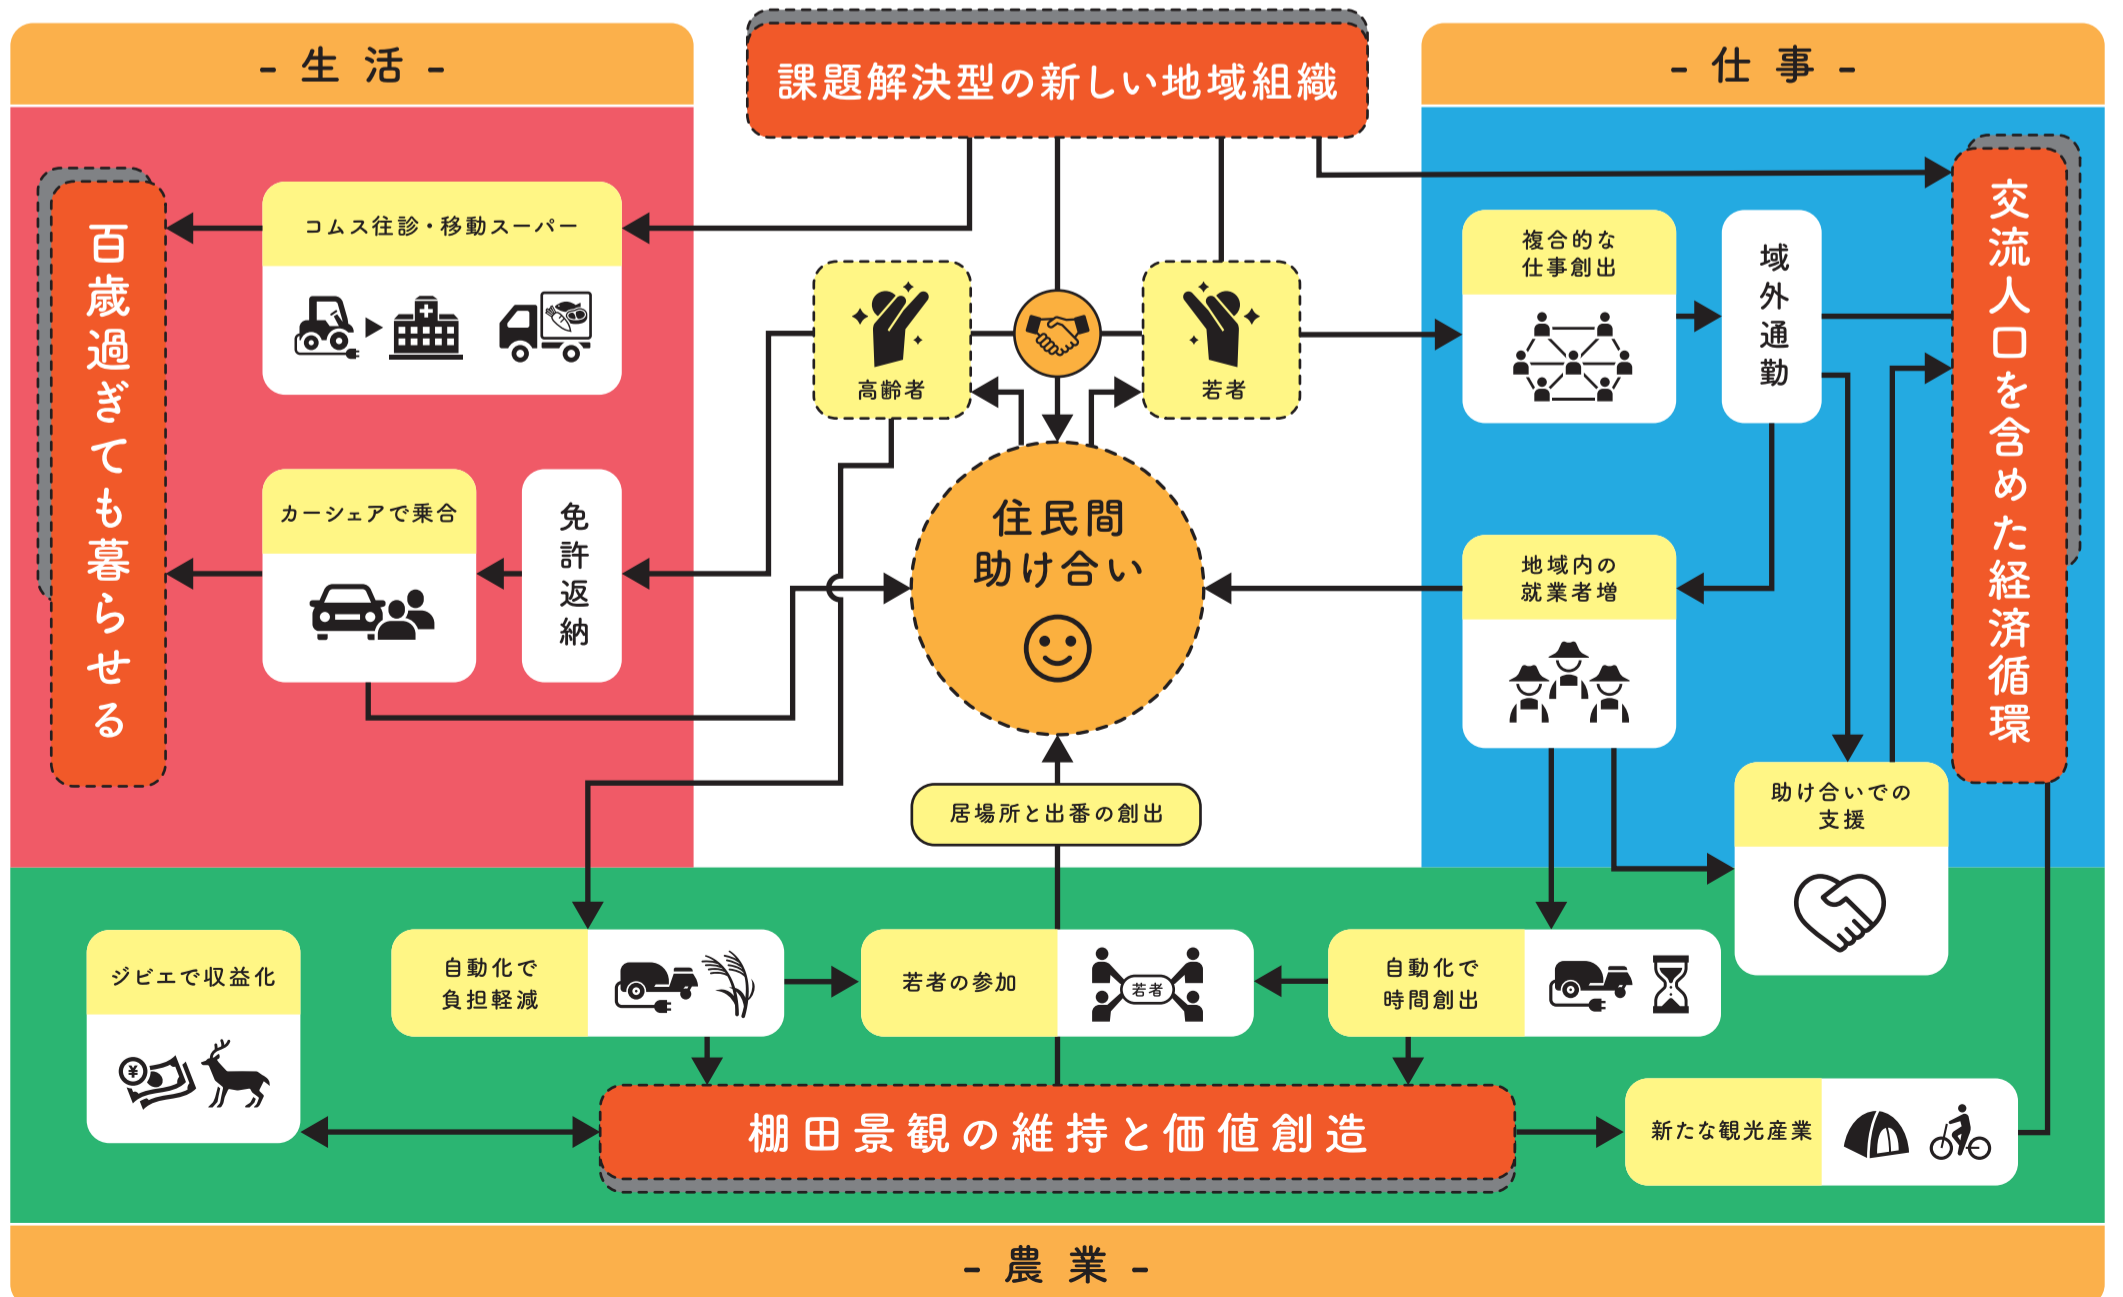 - 生 活 -
課題解決型の新しい地域組織
- 仕 事 -
百歳過ぎても暮らせる
コムス往診・移動スーパー
カーシェアで乗合
免許返納
高齢者
若者
住民間
助け合い
居場所と出番の創出
複合的な
仕事創出
域外通勤
地域内の
就業者増
助け合いでの
支援
交流人口を含めた経済循環
ジビエで収益化
¥
自動化で
負担軽減
若者の参加
若者
自動化で
時間創出
棚田景観の維持と価値創造
新たな観光産業
- 農 業 -